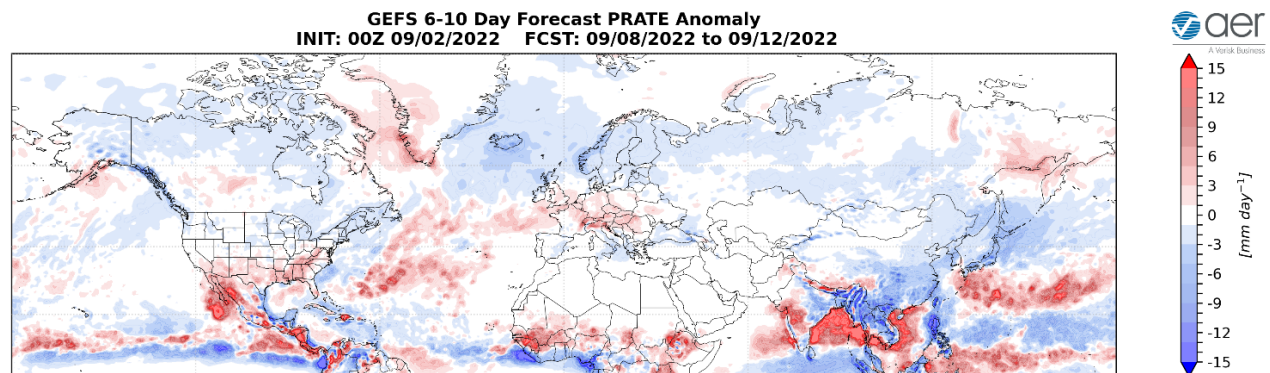 GEFS 6-10 Day Forecast PRATE Anomaly
INIT: 00Z 09/02/2022 FCST: 09/08/2022 to 09/12/2022
aer
A Verisk Business
15
12
9
6
3
0
-3
-6
-9
-12
-15
[mm day⁻¹]